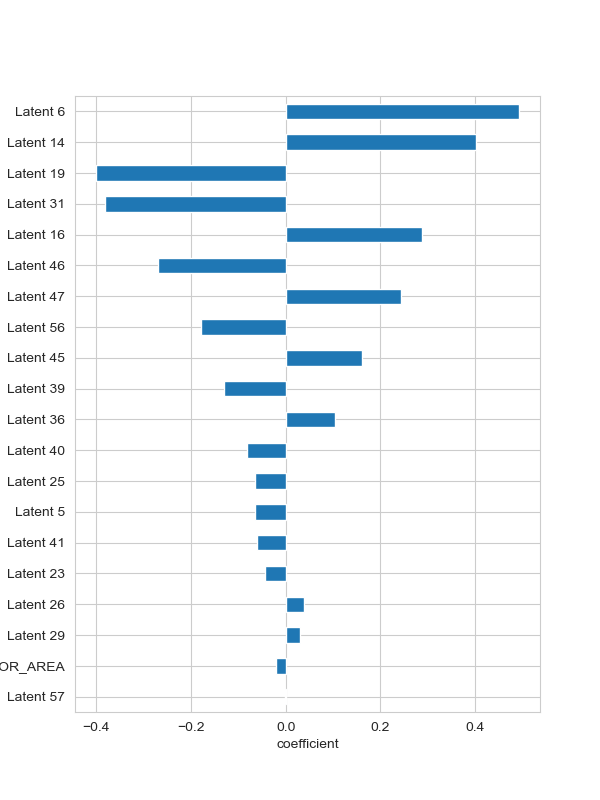 Latent 6
Latent 14
Latent 19
Latent 31
Latent 16
Latent 46
Latent 47
Latent 56
Latent 45
Latent 39
Latent 36
Latent 40
Latent 25
Latent 5
Latent 41
Latent 23
Latent 26
Latent 29
OR_AREA
Latent 57
−0.4 −0.2 0.0 0.2 0.4
coefficient